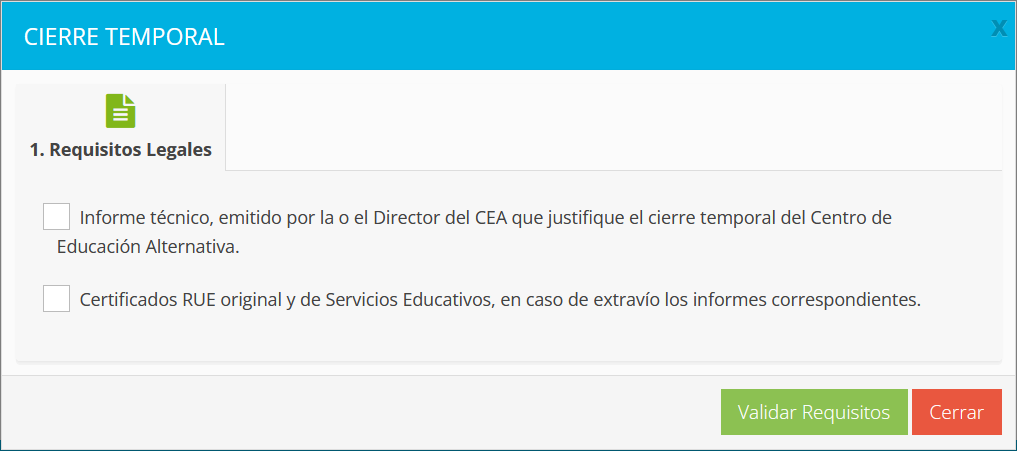 CIERRE TEMPORAL
X
1. Requisitos Legales
Informe técnico, emitido por la o el Director del CEA que justifique el cierre temporal del Centro de
Educación Alternativa.
Certificados RUE original y de Servicios Educativos, en caso de extravío los informes correspondientes.
Validar Requisitos
Cerrar